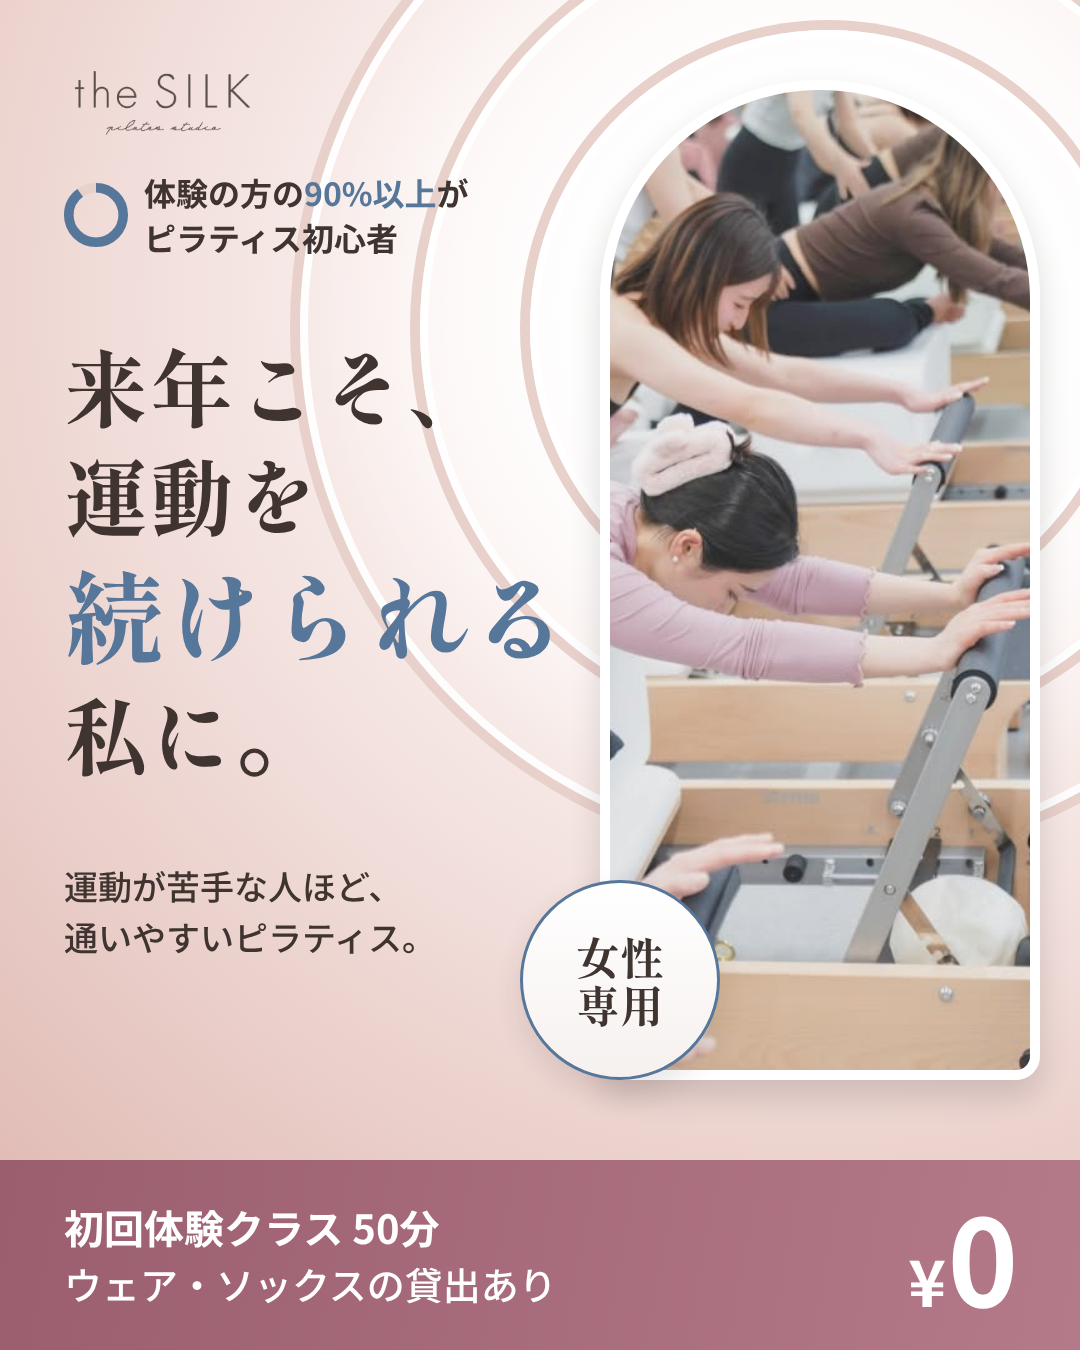 the SILK
pilates studio
体験の方の90%以上が
ピラティス初心者
来年こそ、
運動を
続けられる
私に。
運動が苦手な人ほど、
通いやすいピラティス。
女性
専用
初回体験クラス 50分
ウェア・ソックスの貸出あり
¥0